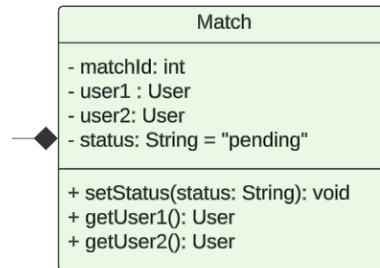 Match
- matchId: int
- user1 : User
- user2: User
- status: String = "pending"
+ setStatus(status: String): void
+ getUser1(): User
+ getUser2(): User